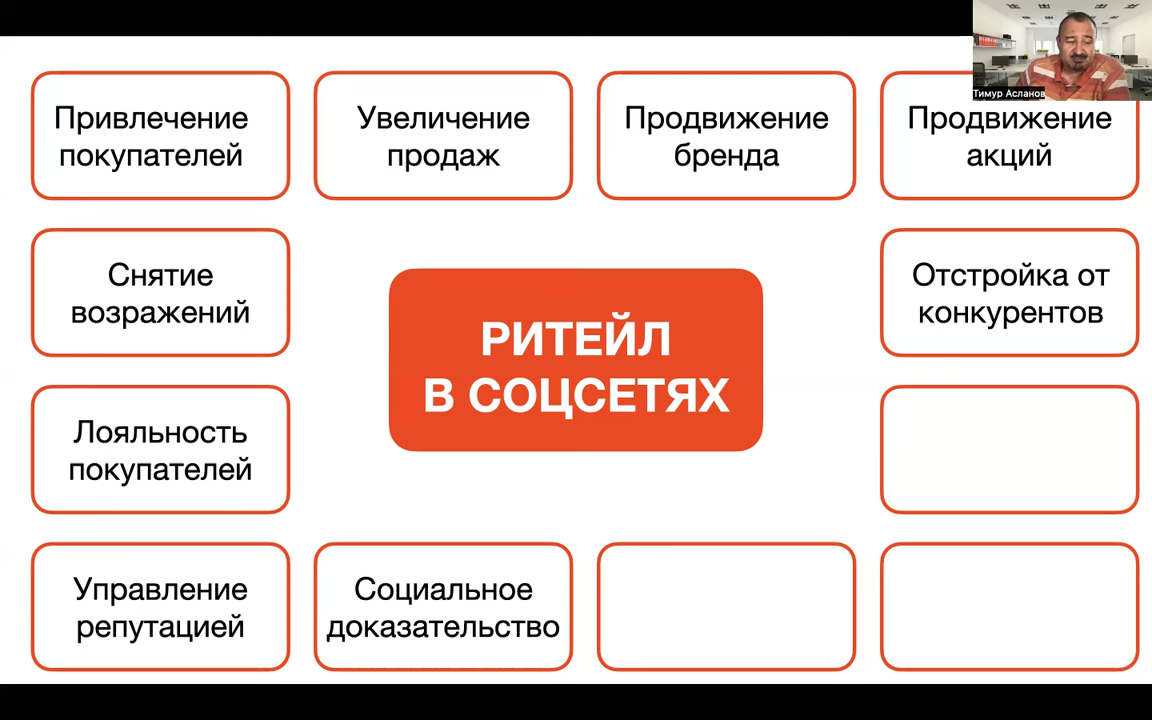 Тимур Асланов
Привлечение
покупателей
Увеличение
продаж
Продвижение
бренда
Продвижение
акций
Снятие
возражений
РИТЕЙЛ
В СОЦСЕТЯХ
Отстройка от
конкурентов
Лояльность
покупателей
Управление
репутацией
Социальное
доказательство